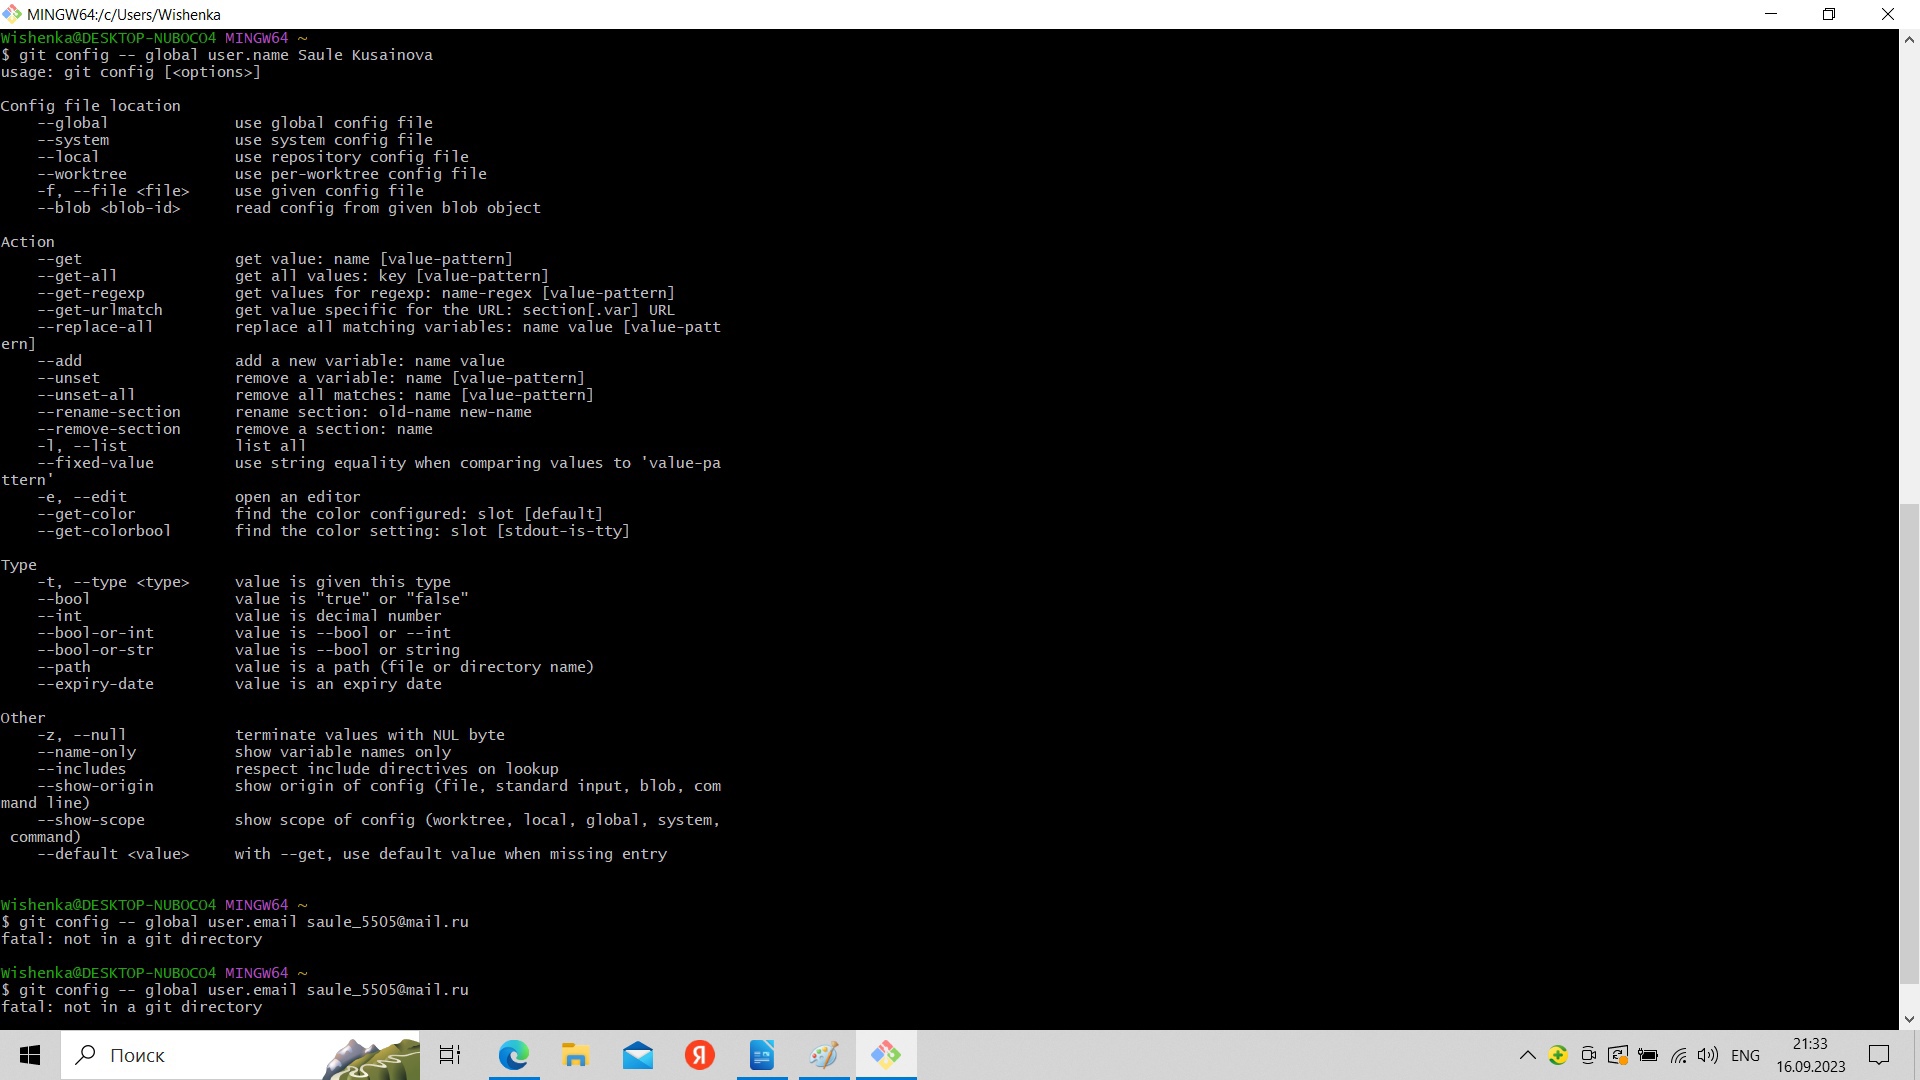 MINGW64:/c/Users/Wishenka
Wishenka@DESKTOP-NUBOCO4 MINGW64 ~
$ git config -- global user.name Saule Kusainova
usage: git config [<options>]
Config file location
--global use global config file
--system use system config file
--local use repository config file
--worktree use per-worktree config file
-f, --file <file> use given config file
--blob <blob-id> read config from given blob object
Action
--get get value: name [value-pattern]
--get-all get all values: key [value-pattern]
--get-regexp get values for regexp: name-regex [value-pattern]
--get-urlmatch get value specific for the URL: section[.var] URL
--replace-all replace all matching variables: name value [value-patt
ern]
--add add a new variable: name value
--unset remove a variable: name [value-pattern]
--unset-all remove all matches: name [value-pattern]
--rename-section rename section: old-name new-name
--remove-section remove a section: name
-l, --list list all
--fixed-value use string equality when comparing values to 'value-pa
ttern'
-e, --edit open an editor
--get-color find the color configured: slot [default]
--get-colorbool find the color setting: slot [stdout-is-tty]
Type
-t, --type <type> value is given this type
--bool value is "true" or "false"
--int value is decimal number
--bool-or-int value is --bool or --int
--bool-or-str value is --bool or string
--path value is a path (file or directory name)
--expiry-date value is an expiry date
Other
-z, --null terminate values with NUL byte
--name-only show variable names only
--includes respect include directives on lookup
--show-origin show origin of config (file, standard input, blob, com
mand line)
--show-scope show scope of config (worktree, local, global, system,
command)
--default <value> with --get, use default value when missing entry
Wishenka@DESKTOP-NUBOCO4 MINGW64 ~
$ git config -- global user.email saule_5505@mail.ru
fatal: not in a git directory
Wishenka@DESKTOP-NUBOCO4 MINGW64 ~
$ git config -- global user.email saule_5505@mail.ru
fatal: not in a git directory
Поиск
Я
ENG
21:33
16.09.2023